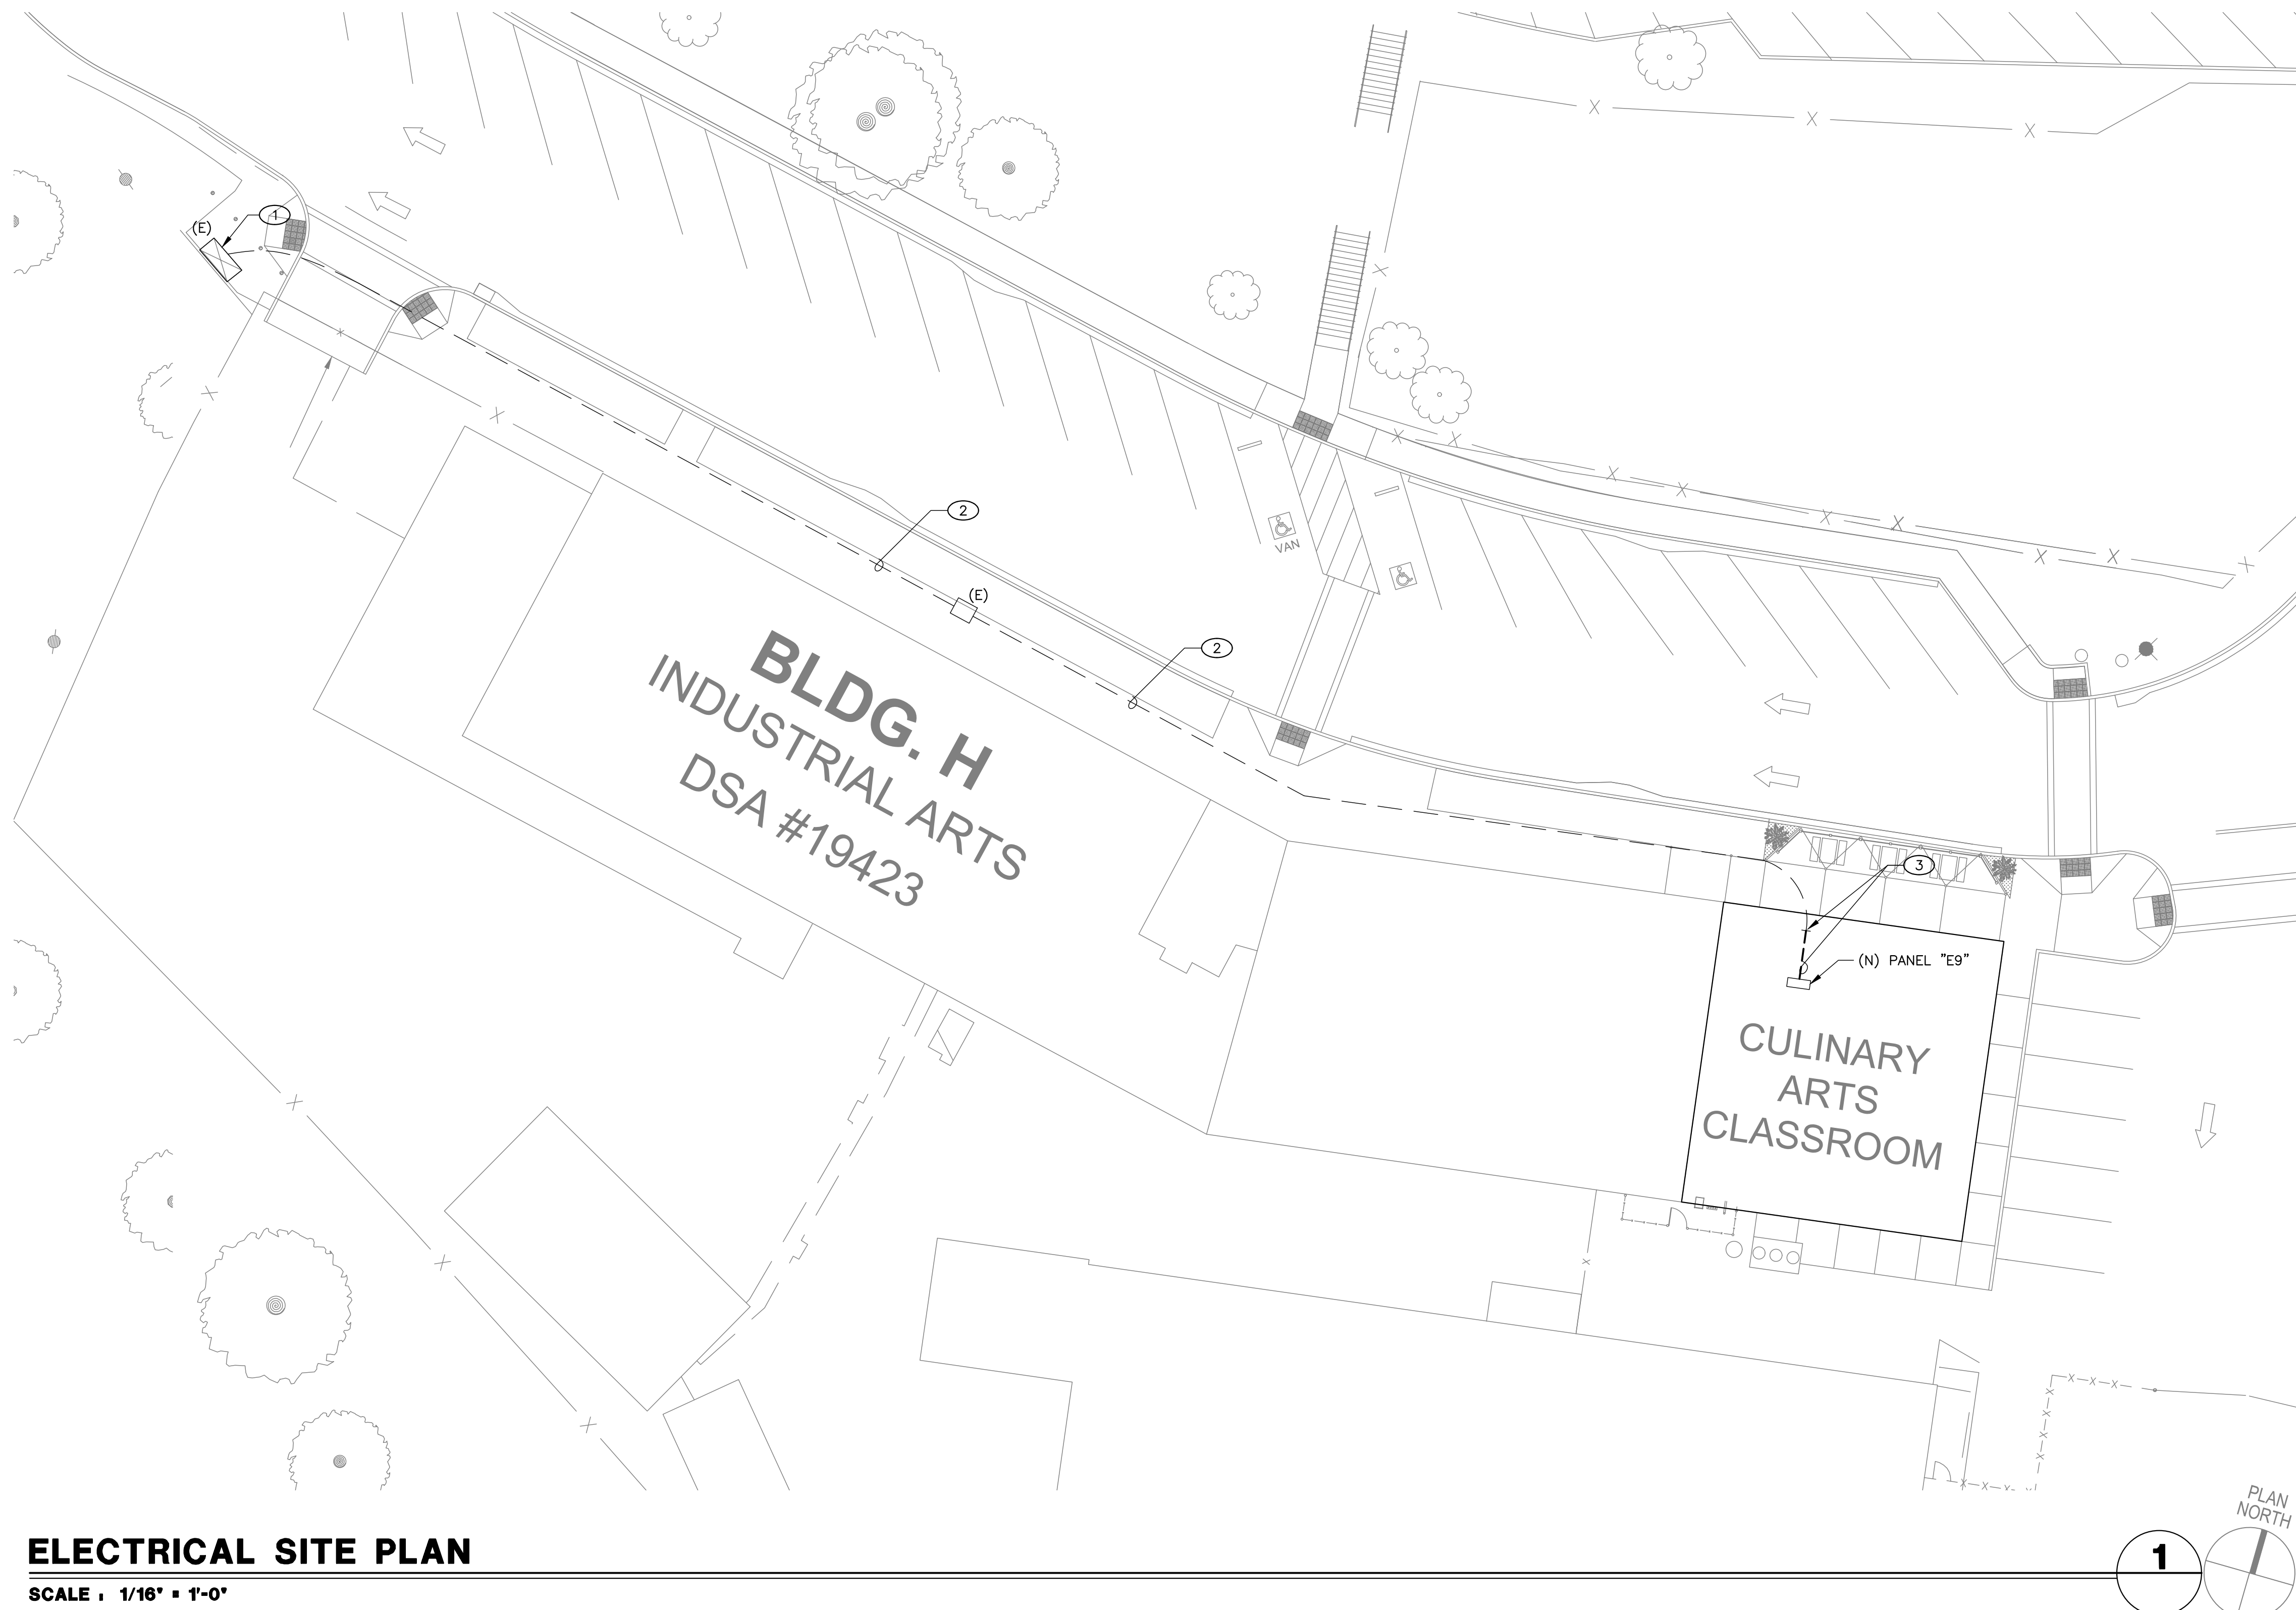 1
(E)
2
VAN
(E)
2
BLDG. H
INDUSTRIAL ARTS
DSA #19423
3
(N) PANEL "E9"
CULINARY
ARTS
CLASSROOM
PLAN
NORTH
ELECTRICAL SITE PLAN
1
SCALE : 1/16" = 1'-0"